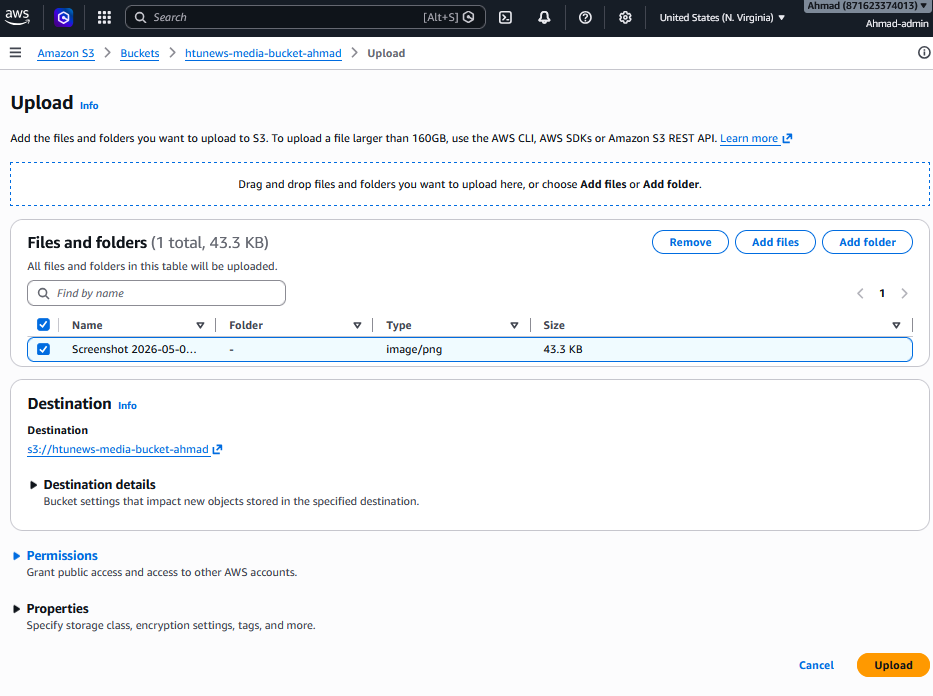 aws Search [Alt+S] United States (N. Virginia) Ahmad (871623374013)
Ahmad-admin
Amazon S3 Buckets htunews-media-bucket-ahmad Upload
Upload Info
Add the files and folders you want to upload to S3. To upload a file larger than 160GB, use the AWS CLI, AWS SDKs or Amazon S3 REST API. Learn more
Drag and drop files and folders you want to upload here, or choose Add files or Add folder.
Files and folders (1 total, 43.3 KB) Remove Add files Add folder
All files and folders in this table will be uploaded.
Find by name 1
Name Folder Type Size
Screenshot 2026-05-0... - image/png 43.3 KB
Destination Info
Destination
s3://htunews-media-bucket-ahmad
Destination details
Bucket settings that impact new objects stored in the specified destination.
Permissions
Grant public access and access to other AWS accounts.
Properties
Specify storage class, encryption settings, tags, and more.
Cancel Upload